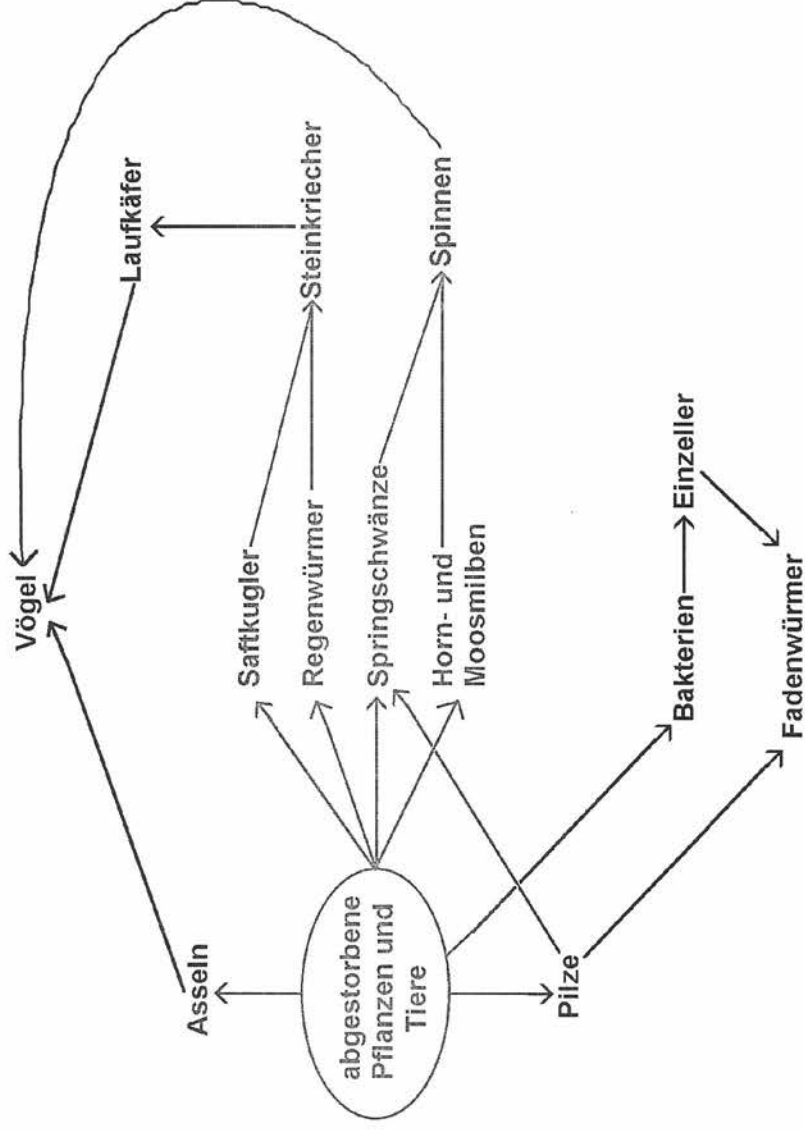 Vögel
Laufkäfer
Asseln
Saftkugler
Steinkriecher
Regenwürmer
abgestorbene
Pflanzen und
Tiere
Springschwänze
Spinnen
Horn- und
Moosmilben
Pilze
Bakterien
Einzeller
Fadenwürmer